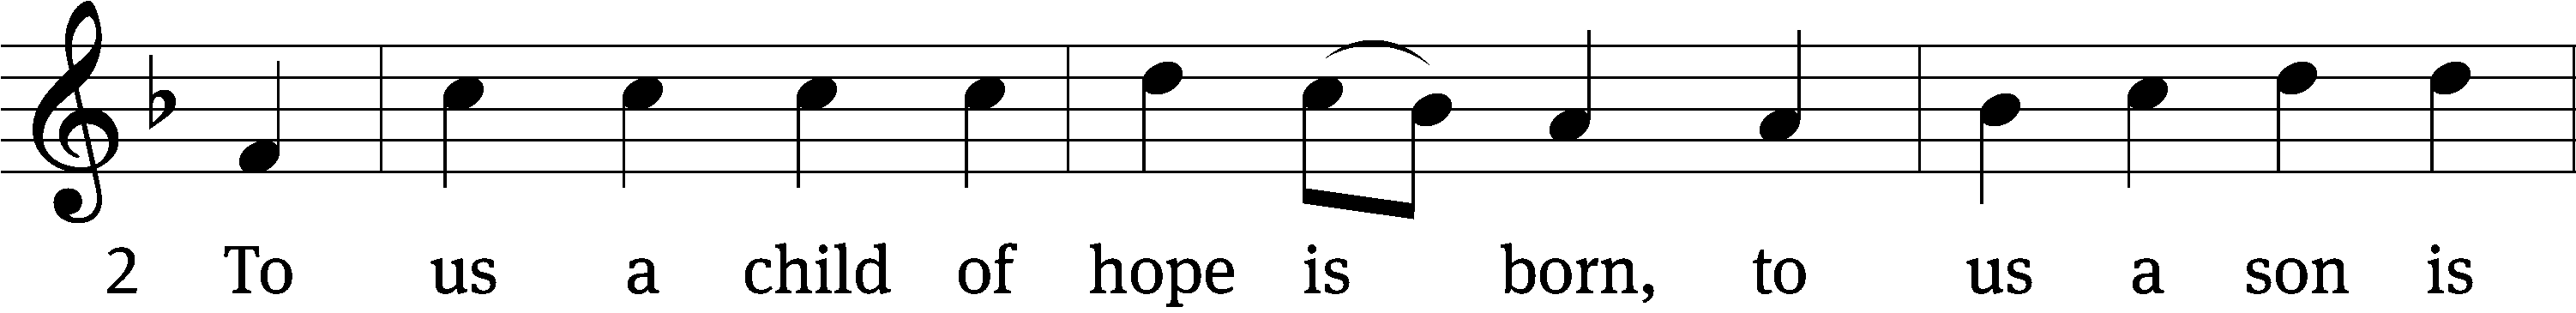 2 To us a child of hope is born, to us a son is